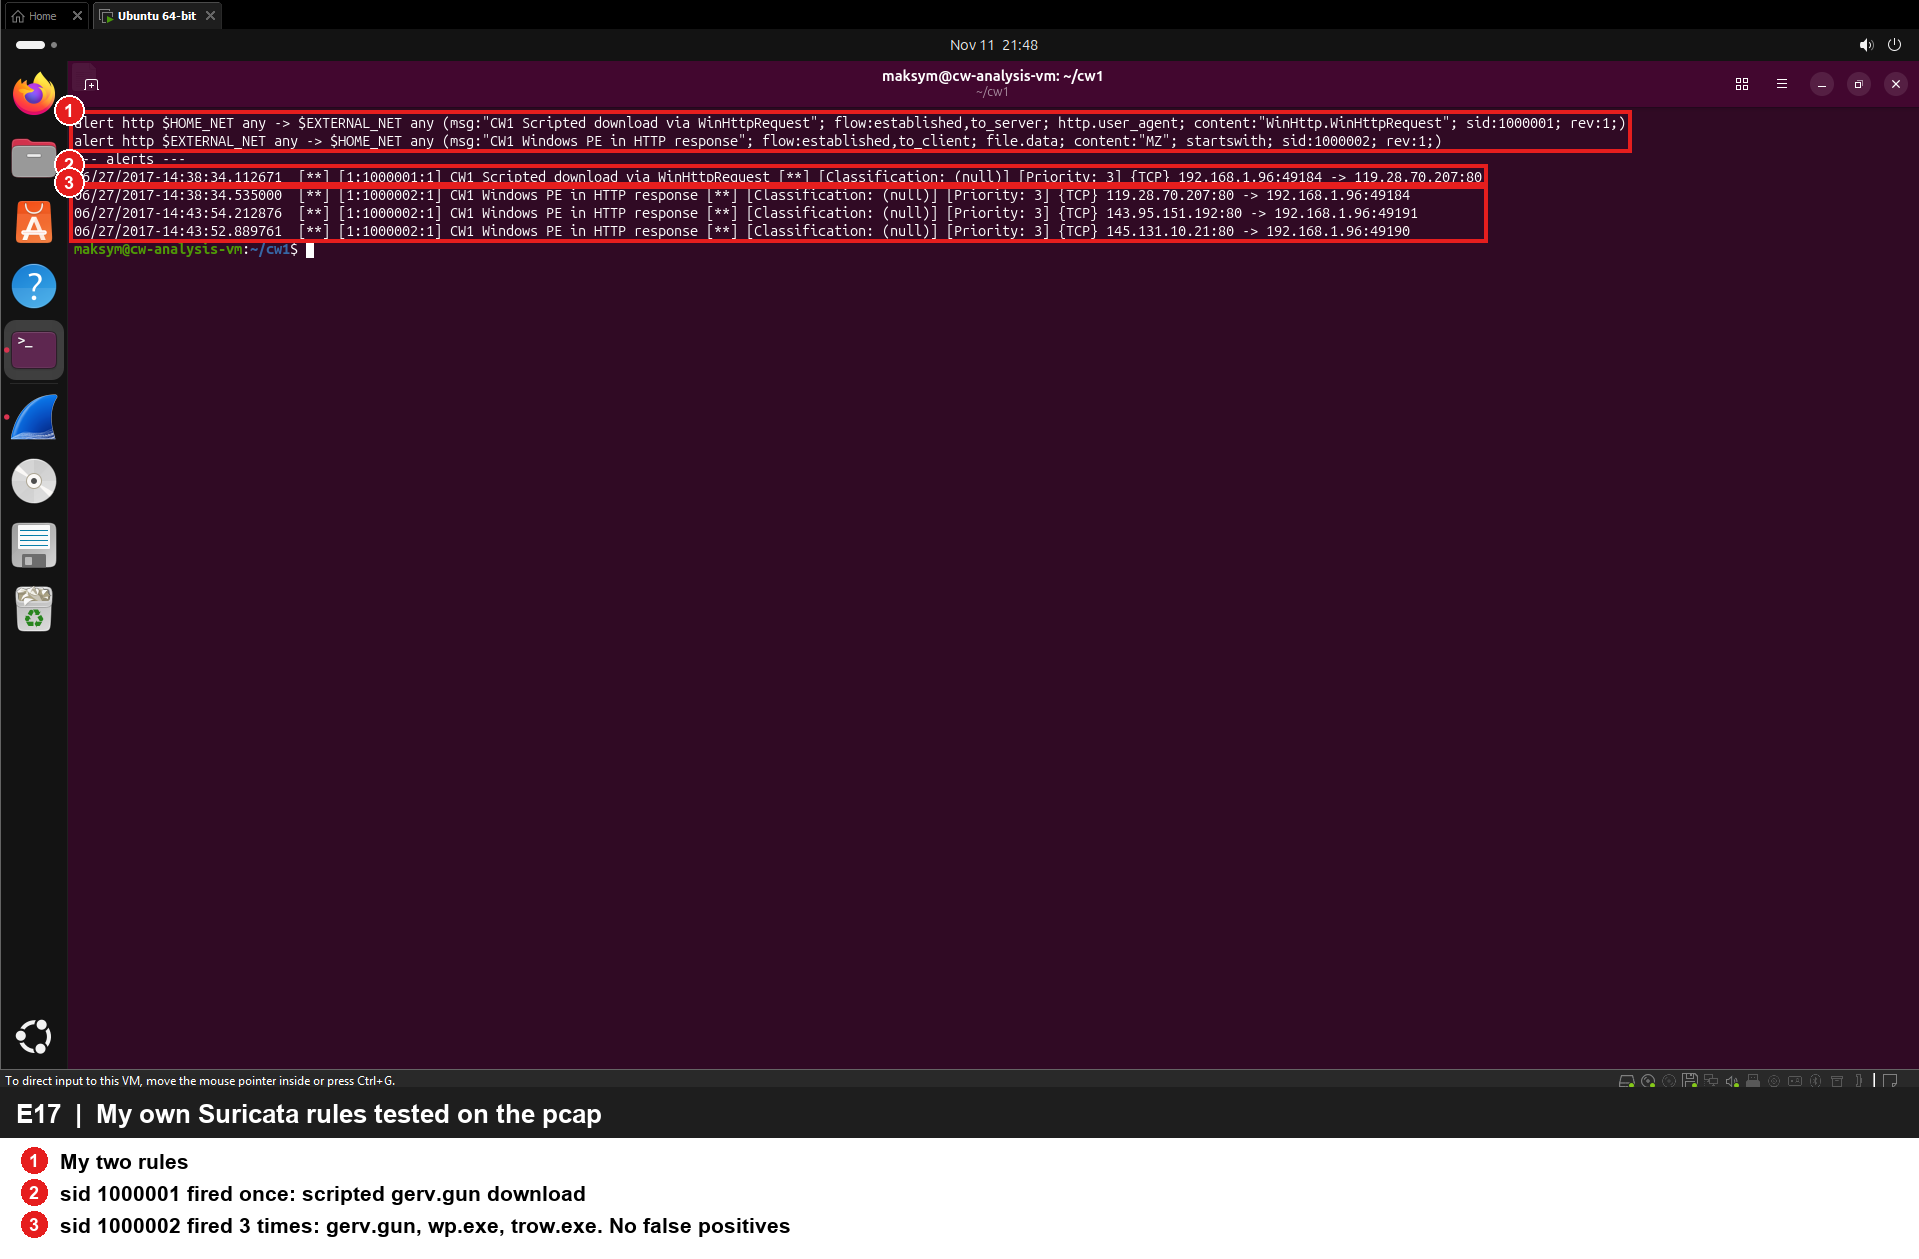 Home
Ubuntu 64-bit
Nov 11 21:48
maksym@cw-analysis-vm: ~/cw1
~/cw1
1
alert http $HOME_NET any -> $EXTERNAL_NET any (msg:"CW1 Scripted download via WinHttpRequest"; flow:established,to_server; http.user_agent; content:"WinHttp.WinHttpRequest"; sid:1000001; rev:1;)
alert http $EXTERNAL_NET any -> $HOME_NET any (msg:"CW1 Windows PE in HTTP response"; flow:established,to_client; file.data; content:"MZ"; startswith; sid:1000002; rev:1;)
2
-- alerts ---
3
06/27/2017-14:38:34.112671 [**] [1:1000001:1] CW1 Scripted download via WinHttpRequest [**] [Classification: (null)] [Priority: 3] {TCP} 192.168.1.96:49184 -> 119.28.70.207:80
06/27/2017-14:38:34.535000 [**] [1:1000002:1] CW1 Windows PE in HTTP response [**] [Classification: (null)] [Priority: 3] {TCP} 119.28.70.207:80 -> 192.168.1.96:49184
06/27/2017-14:43:54.212876 [**] [1:1000002:1] CW1 Windows PE in HTTP response [**] [Classification: (null)] [Priority: 3] {TCP} 143.95.151.192:80 -> 192.168.1.96:49191
06/27/2017-14:43:52.889761 [**] [1:1000002:1] CW1 Windows PE in HTTP response [**] [Classification: (null)] [Priority: 3] {TCP} 145.131.10.21:80 -> 192.168.1.96:49190
maksym@cw-analysis-vm:~/cw1$
To direct input to this VM, move the mouse pointer inside or press Ctrl+G.
E17 | My own Suricata rules tested on the pcap
1 My two rules
2 sid 1000001 fired once: scripted gerv.gun download
3 sid 1000002 fired 3 times: gerv.gun, wp.exe, trow.exe. No false positives